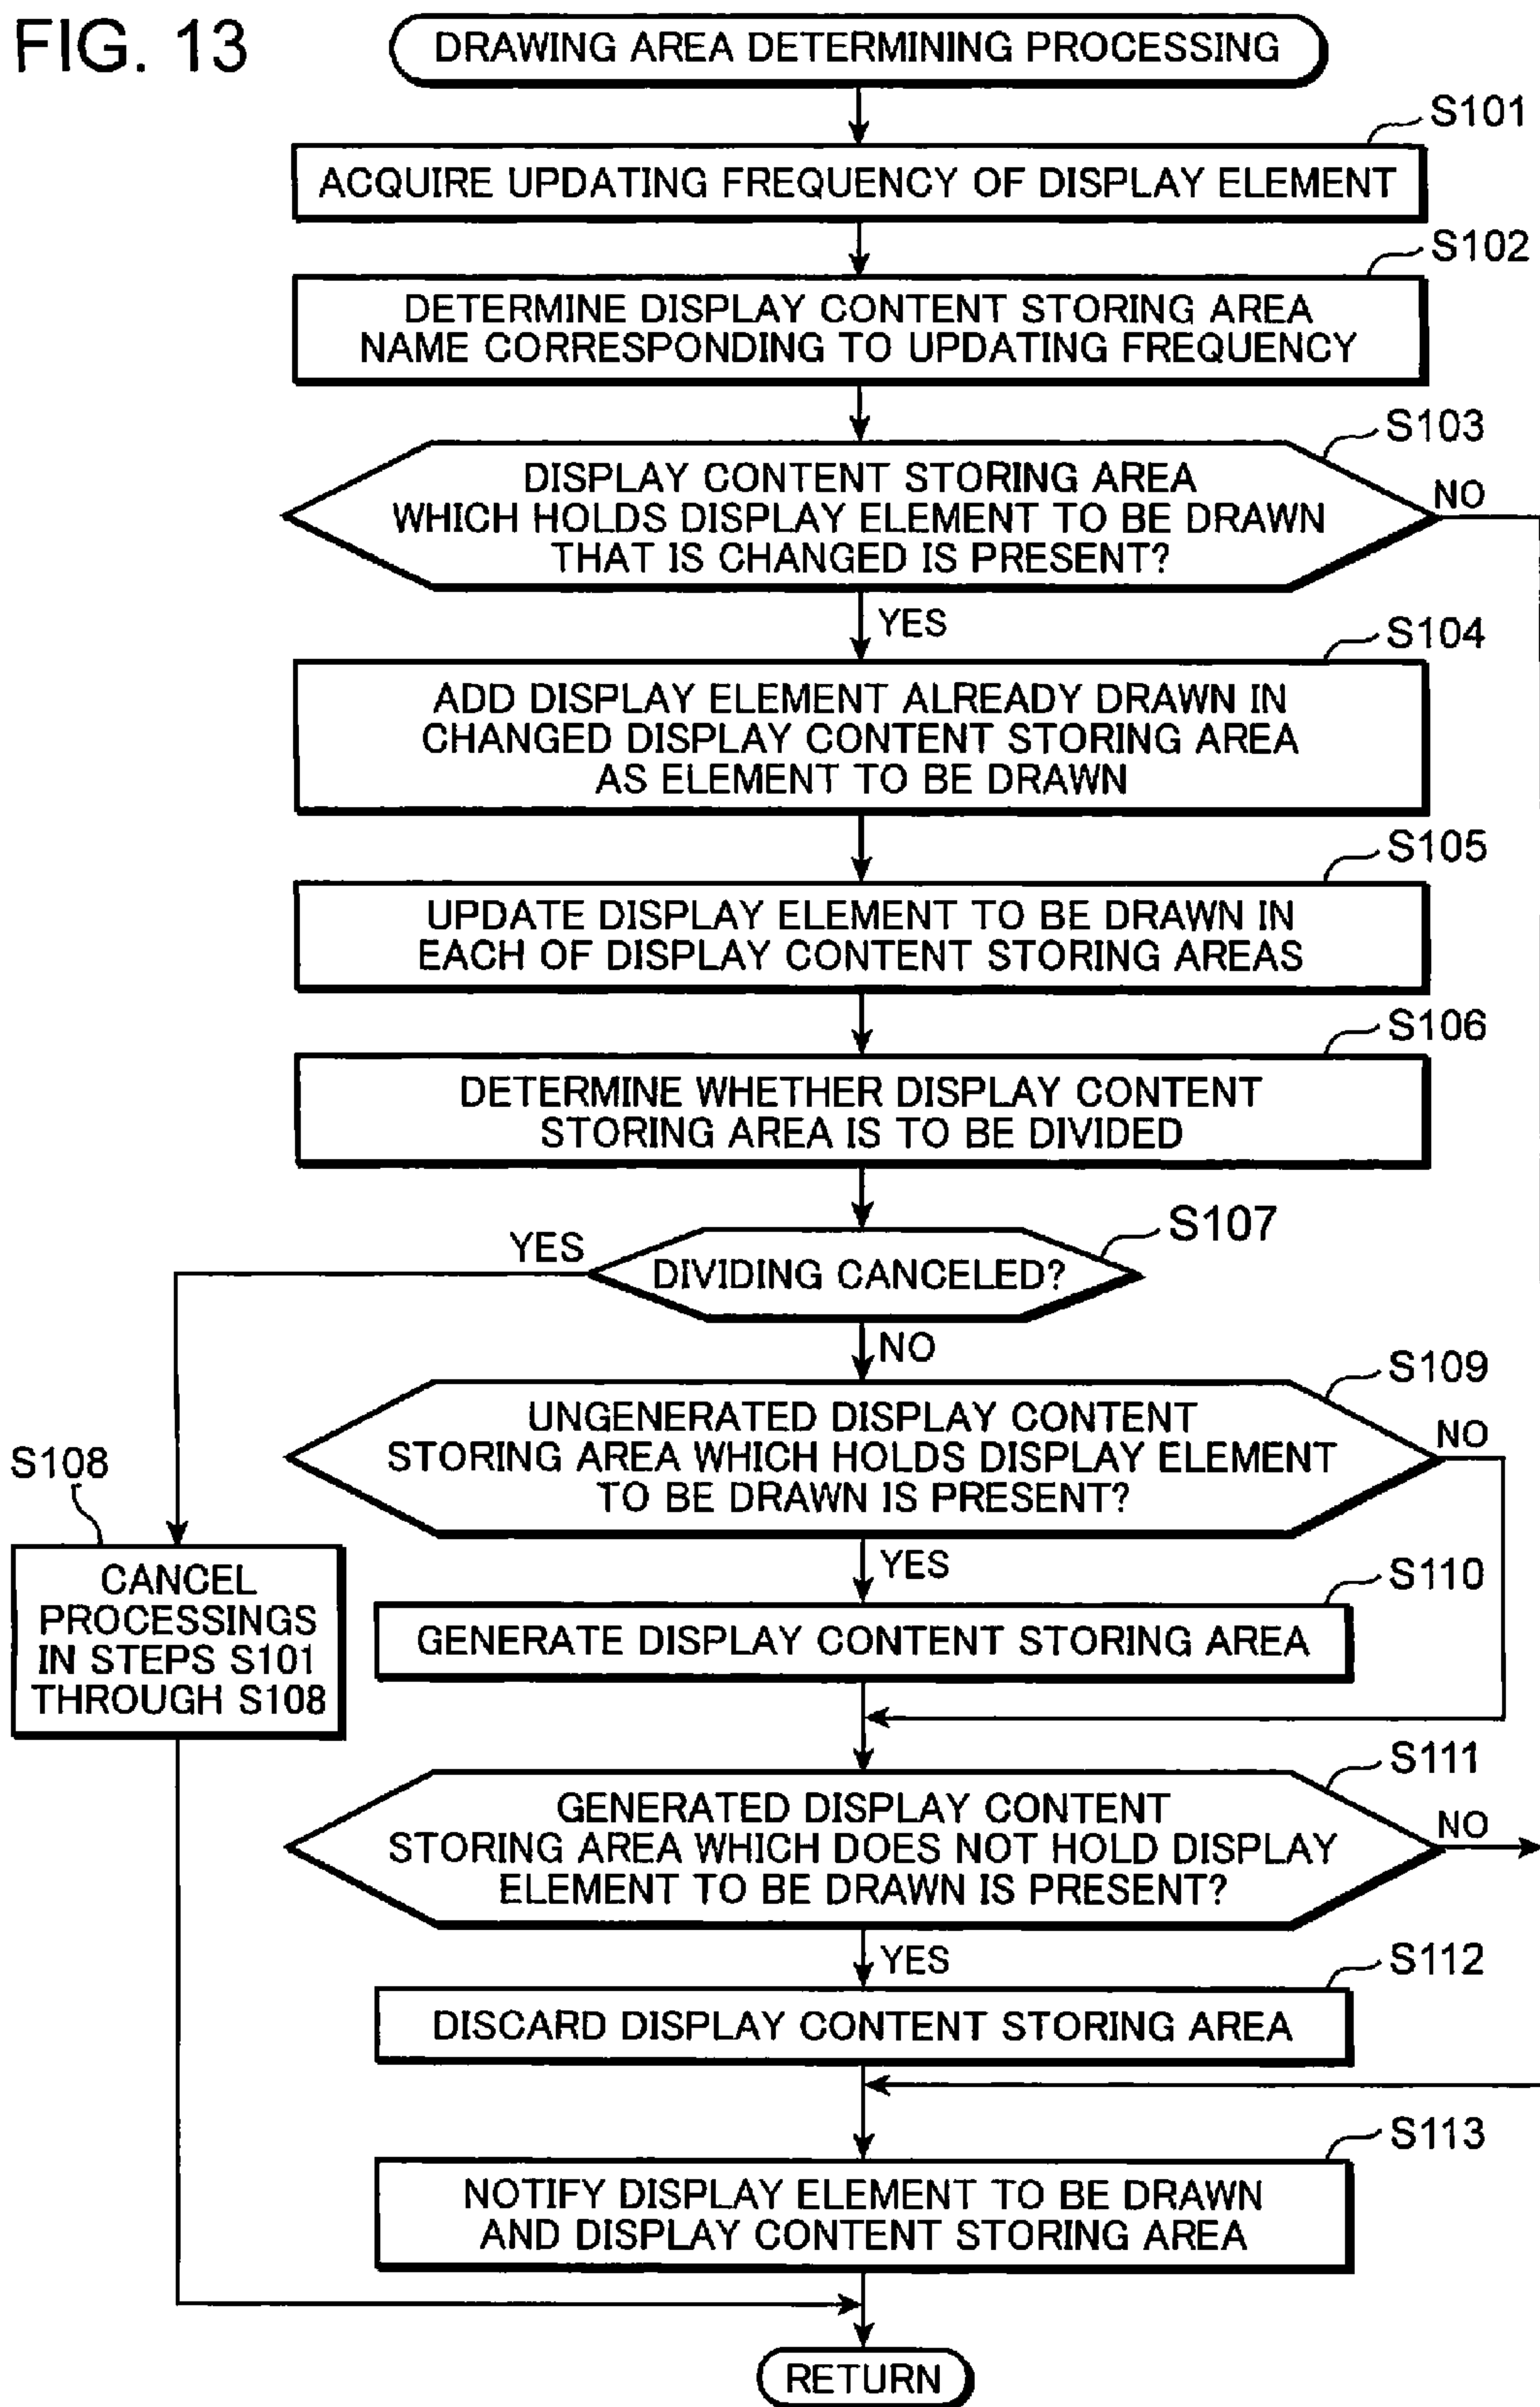 FIG. 13
DRAWING AREA DETERMINING PROCESSING
S101
ACQUIRE UPDATING FREQUENCY OF DISPLAY ELEMENT
S102
DETERMINE DISPLAY CONTENT STORING AREA
NAME CORRESPONDING TO UPDATING FREQUENCY
S103
DISPLAY CONTENT STORING AREA
WHICH HOLDS DISPLAY ELEMENT TO BE DRAWN
THAT IS CHANGED IS PRESENT?
NO
YES
S104
ADD DISPLAY ELEMENT ALREADY DRAWN IN
CHANGED DISPLAY CONTENT STORING AREA
AS ELEMENT TO BE DRAWN
S105
UPDATE DISPLAY ELEMENT TO BE DRAWN IN
EACH OF DISPLAY CONTENT STORING AREAS
S106
DETERMINE WHETHER DISPLAY CONTENT
STORING AREA IS TO BE DIVIDED
S107
YES
DIVIDING CANCELED?
NO
S109
UNGENERATED DISPLAY CONTENT
STORING AREA WHICH HOLDS DISPLAY ELEMENT
TO BE DRAWN IS PRESENT?
NO
S108
CANCEL
PROCESSINGS
IN STEPS S101
THROUGH S108
YES
S110
GENERATE DISPLAY CONTENT STORING AREA
S111
GENERATED DISPLAY CONTENT
STORING AREA WHICH DOES NOT HOLD DISPLAY
ELEMENT TO BE DRAWN IS PRESENT?
NO
YES
S112
DISCARD DISPLAY CONTENT STORING AREA
S113
NOTIFY DISPLAY ELEMENT TO BE DRAWN
AND DISPLAY CONTENT STORING AREA
RETURN